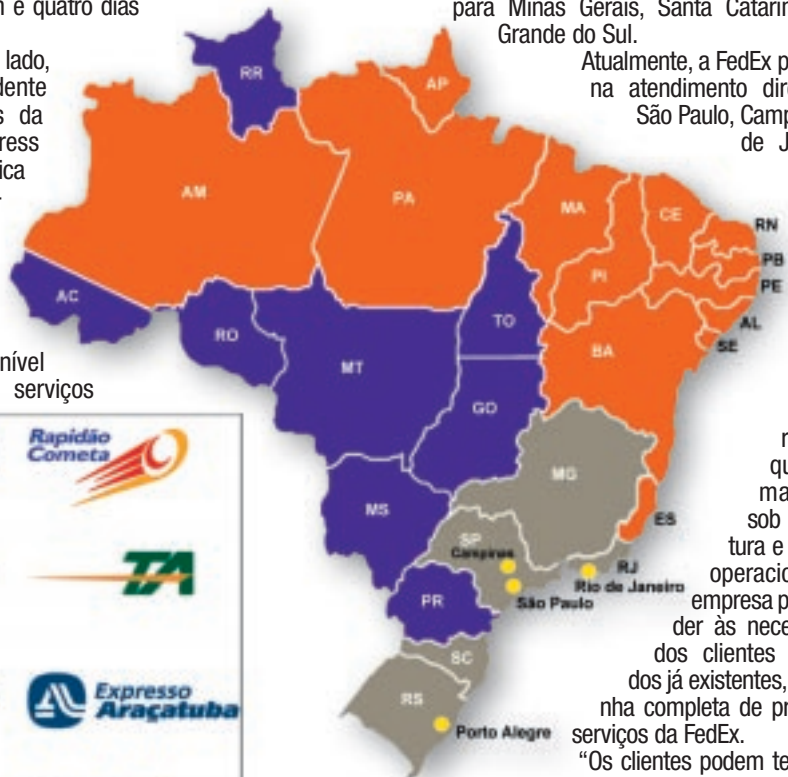 m e quatro dias
lado,
dente
s da
ress
ica
nível
serviços
para Minas Gerais, Santa Catarin
Grande do Sul.
Atualmente, a FedEx p
na atendimento dire
São Paulo, Camp
de J
RR
AP
AM
PA
MA
CE
RN
PB
PE
AL
SE
PI
BA
AC
RO
TO
MT
GO
MG
ES
MS
SP
Campinas
RJ
Rio de Janeiro
São Paulo
PR
SC
RS
Porto Alegre
Rapidão
Cometa
TA
Expresso
Araçatuba
r
qu
ma
sob
tura e
operacio
empresa p
der às nece
dos clientes
dos já existentes,
nha completa de pr
serviços da FedEx.
“Os clientes podem te